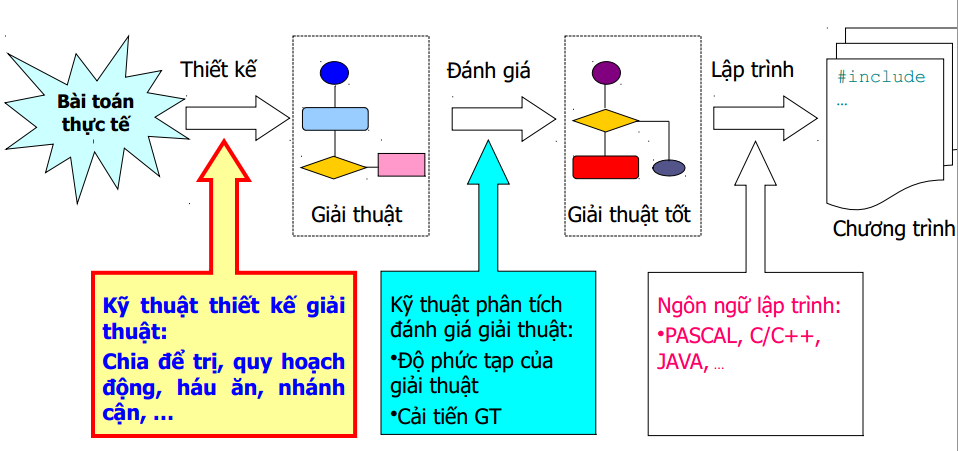 Bài toán
thực tế
Thiết kế
Giải thuật
Đánh giá
Giải thuật tốt
Lập trình
#include
...
Chương trình
Kỹ thuật thiết kế giải
thuật:
Chia để trị, quy hoạch
động, háu ăn, nhánh
cận, ...
Kỹ thuật phân tích
đánh giá giải thuật:
•Độ phức tạp của
giải thuật
•Cải tiến GT
Ngôn ngữ lập trình:
•PASCAL, C/C++,
JAVA, ...